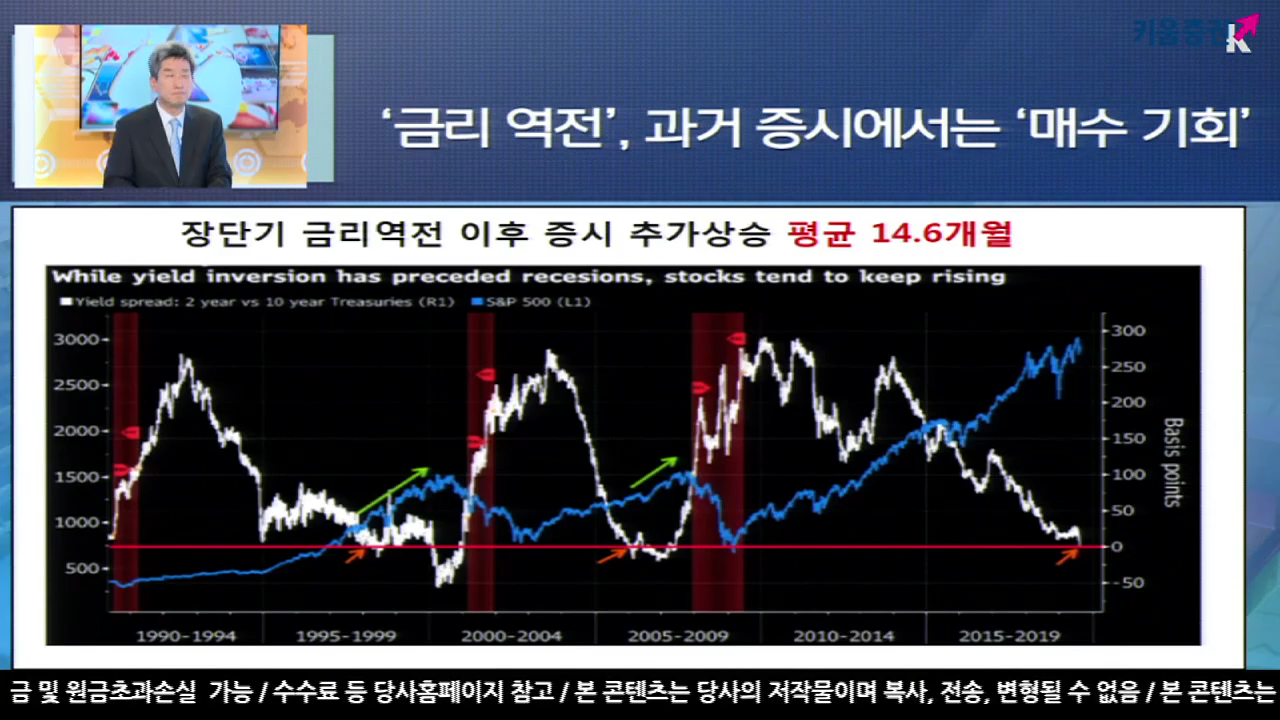 키움증권
‘금리 역전’, 과거 증시에서는 ‘매수 기회’
장단기 금리역전 이후 증시 추가상승 평균 14.6개월
While yield inversion has preceded recesions, stocks tend to keep rising
Yield spread: 2 year vs 10 year Treasuries (R1) S&P 500 (L1)
3000
2500
2000
1500
1000
500
300
250
200
150
100
50
0
-50
Basis points
1990-1994 1995-1999 2000-2004 2005-2009 2010-2014 2015-2019
금 및 원금초과손실 가능 / 수수료 등 당사홈페이지 참고 / 본 콘텐츠는 당사의 저작물이며 복사, 전송, 변형될 수 없음 / 본 콘텐츠는